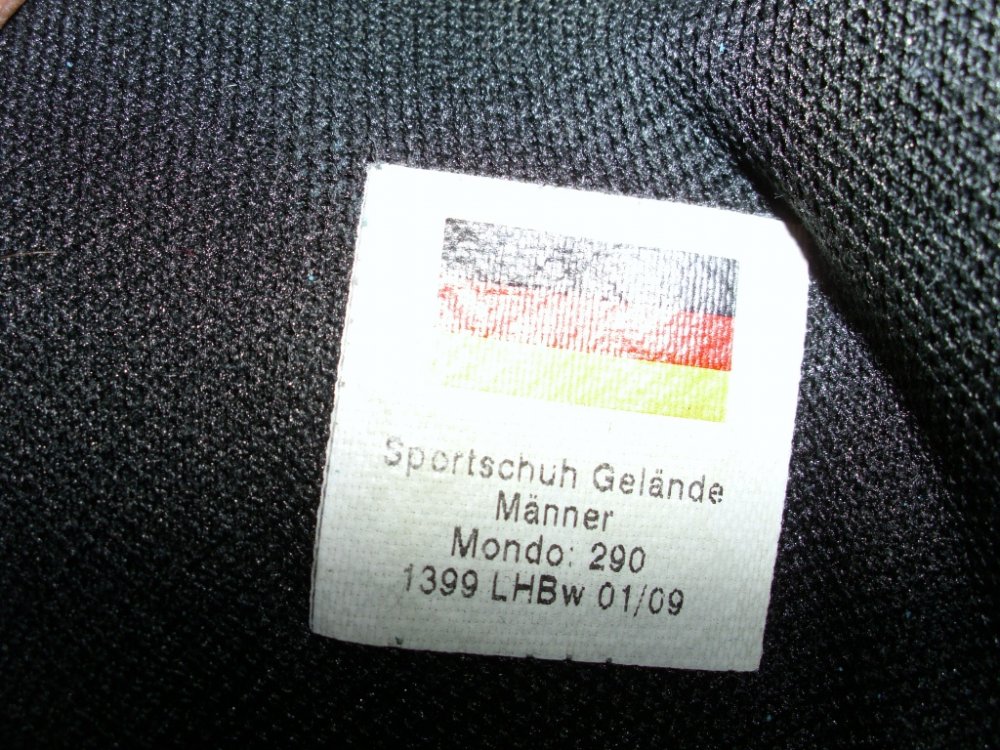 Sportschuh Gelände
Männer
Mondo: 290
1399 LHBw 01/09